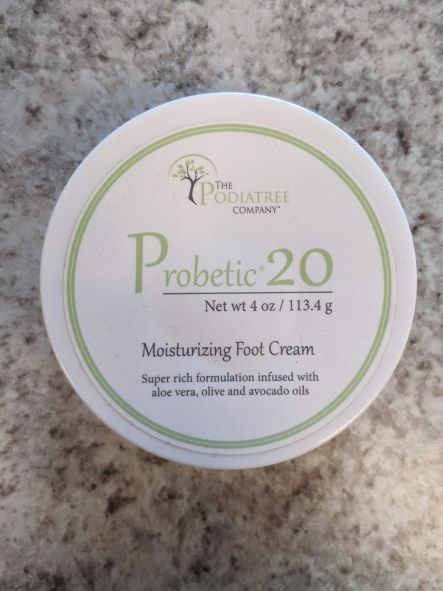 THE
PODIATREE
COMPANY™
Probetic® 20
Net wt 4 oz / 113.4 g
Moisturizing Foot Cream
Super rich formulation infused with
aloe vera, olive and avocado oils